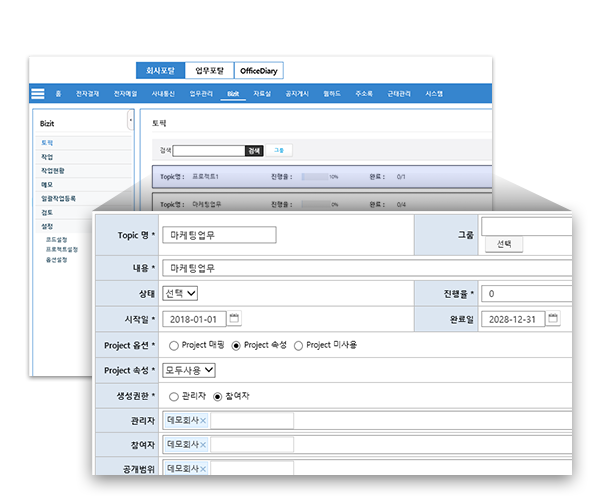 회사포탈 업무포탈 OfficeDiary
홈 전자결재 전자메일 사내통신 업무관리 Bizit 자료실 공지게시 웹하드 주소록 근태관리 시스템
Bizit
토픽
작업
작업현황
메모
일괄작업등록
검토
설정
코드설정
프로젝트설정
옵션설정
토픽
검색 검색 그룹
Topic명 : 프로젝트1 진행율 : 10% 완료 : 0/1
Topic명 : 마케팅업무 진행율 : 0% 완료 : 0/4
Topic 명 * 마케팅업무 그룹 선택
내용 * 마케팅업무
상태 선택 진행율 * 0
시작일 * 2018-01-01 완료일 2028-12-31
Project 옵션 * Project 매핑 Project 속성 Project 미사용
Project 속성 * 모두사용
생성권한 * 관리자 참여자
관리자 데모회사 ×
참여자 데모회사 ×
공개범위 데모회사 ×